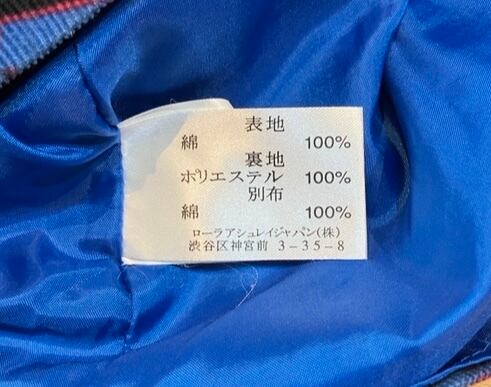 表地
綿 100%
裏地
ポリエステル 100%
別布
綿 100%
ローラアシュレイジャパン(株)
渋谷区神宮前 3-35-8